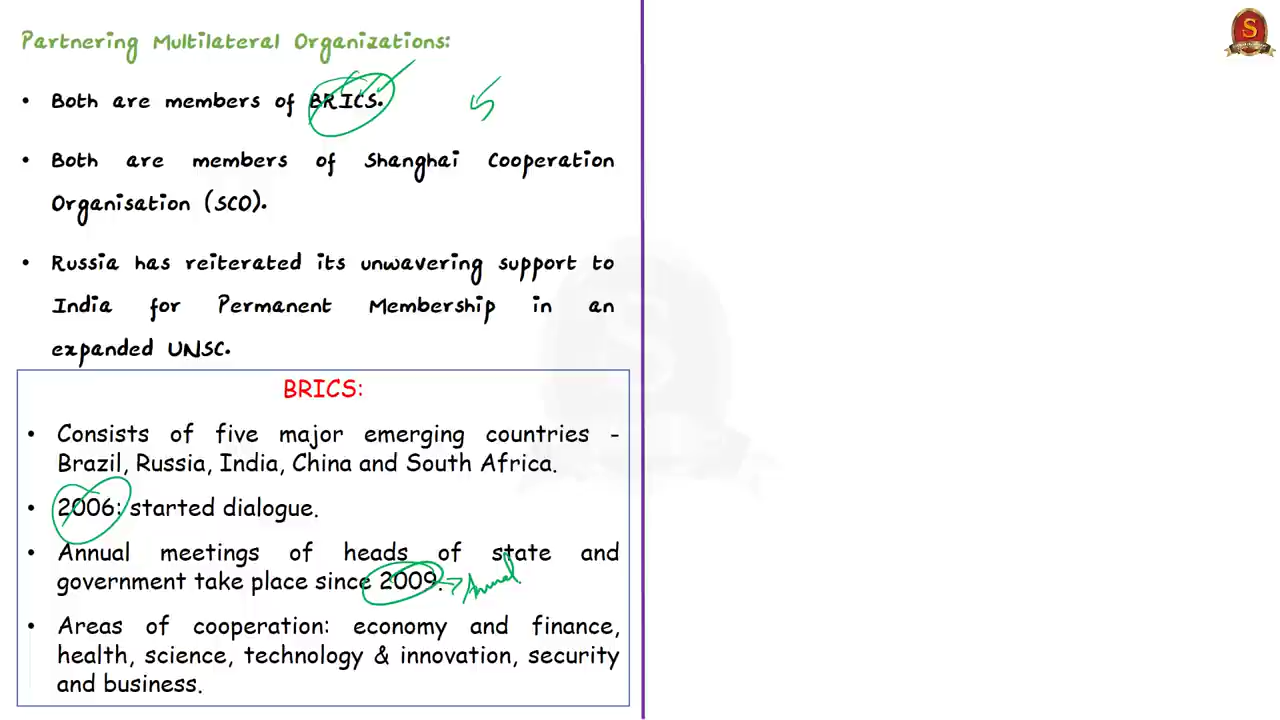 Partnering Multilateral Organizations:
• Both are members of BRICS.
5
• Both are members of Shanghai Cooperation
Organisation (SCO).
• Russia has reiterated its unwavering support to
India for Permanent Membership in an
expanded UNSC.
BRICS:
• Consists of five major emerging countries -
Brazil, Russia, India, China and South Africa.
• 2006: started dialogue.
• Annual meetings of heads of state and
government take place since 2009. → Annual
• Areas of cooperation: economy and finance,
health, science, technology & innovation, security
and business.
S